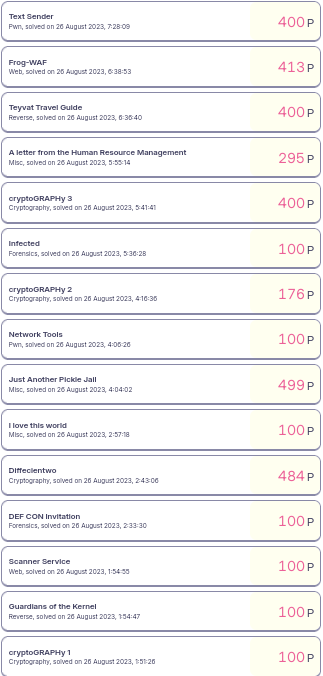 Text Sender
Pwn, solved on 26 August 2023, 7:28:09
400 P
Frog-WAF
Web, solved on 26 August 2023, 6:38:53
413 P
Teyvat Travel Guide
Reverse, solved on 26 August 2023, 6:36:40
400 P
A letter from the Human Resource Management
Misc, solved on 26 August 2023, 5:55:14
295 P
cryptoGRAPHy 3
Cryptography, solved on 26 August 2023, 5:41:41
400 P
Infected
Forensics, solved on 26 August 2023, 5:36:28
100 P
cryptoGRAPHy 2
Cryptography, solved on 26 August 2023, 4:16:36
176 P
Network Tools
Pwn, solved on 26 August 2023, 4:06:26
100 P
Just Another Pickle Jail
Misc, solved on 26 August 2023, 4:04:02
499 P
I love this world
Misc, solved on 26 August 2023, 2:57:18
100 P
Diffecientwo
Cryptography, solved on 26 August 2023, 2:43:06
484 P
DEF CON Invitation
Forensics, solved on 26 August 2023, 2:33:30
100 P
Scanner Service
Web, solved on 26 August 2023, 1:54:55
100 P
Guardians of the Kernel
Reverse, solved on 26 August 2023, 1:54:47
100 P
cryptoGRAPHy 1
Cryptography, solved on 26 August 2023, 1:51:26
100 P